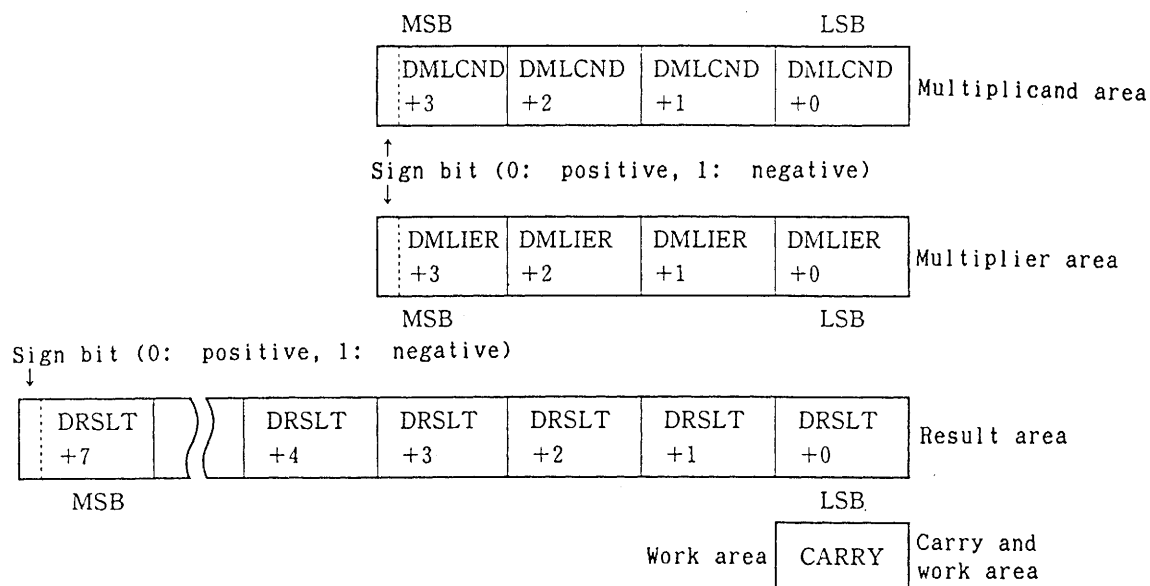 MSB LSB
DMLCND DMLCND DMLCND DMLCND
+3 +2 +1 +0
Multiplicand area
↑
Sign bit (0: positive, 1: negative)
↓
DMLIER DMLIER DMLIER DMLIER
+3 +2 +1 +0
Multiplier area
MSB LSB
Sign bit (0: positive, 1: negative)
↓
DRSLT DRSLT DRSLT DRSLT DRSLT DRSLT
+7 +4 +3 +2 +1 +0
Result area
MSB LSB
Work area CARRY Carry and
work area